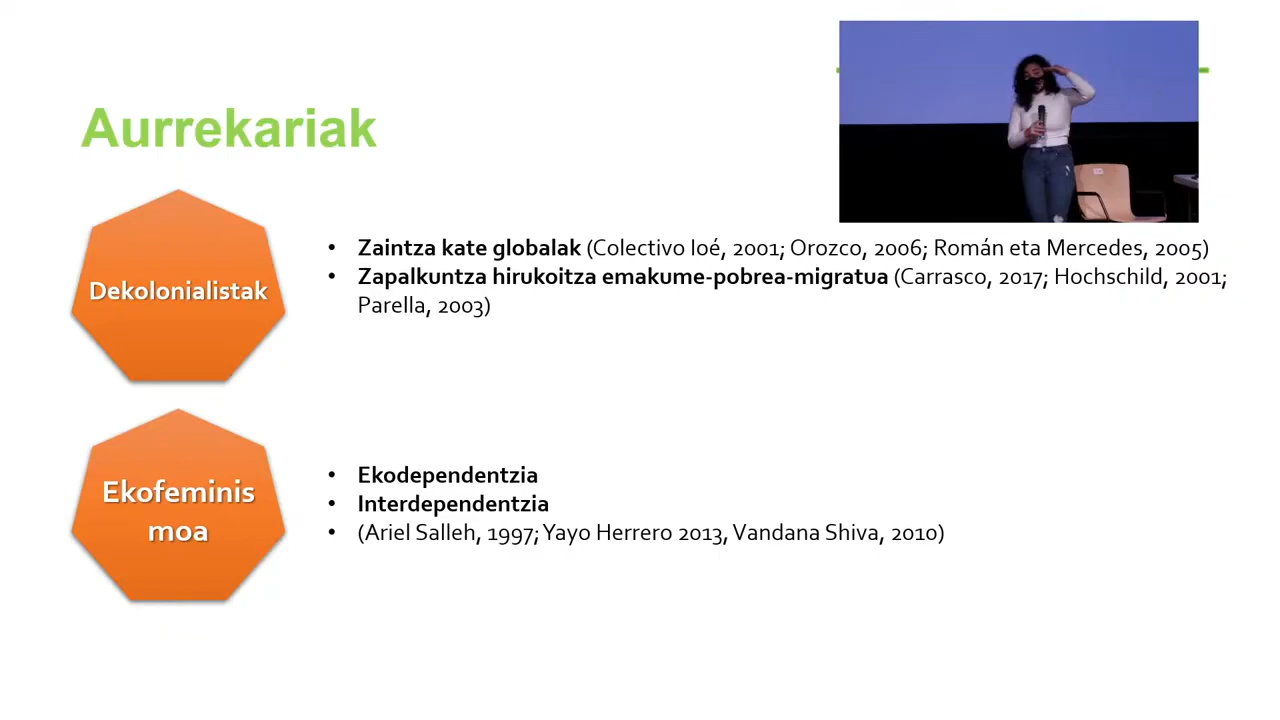 Aurrekariak
Dekolonialistak
• Zaintza kate globalak (Colectivo Ioé, 2001; Orozco, 2006; Román eta Mercedes, 2005)
• Zapalkuntza hirukoitza emakume-pobrea-migratua (Carrasco, 2017; Hochschild, 2001;
Parella, 2003)
Ekofeminis
moa
• Ekodependentzia
• Interdependentzia
• (Ariel Salleh, 1997; Yayo Herrero 2013, Vandana Shiva, 2010)